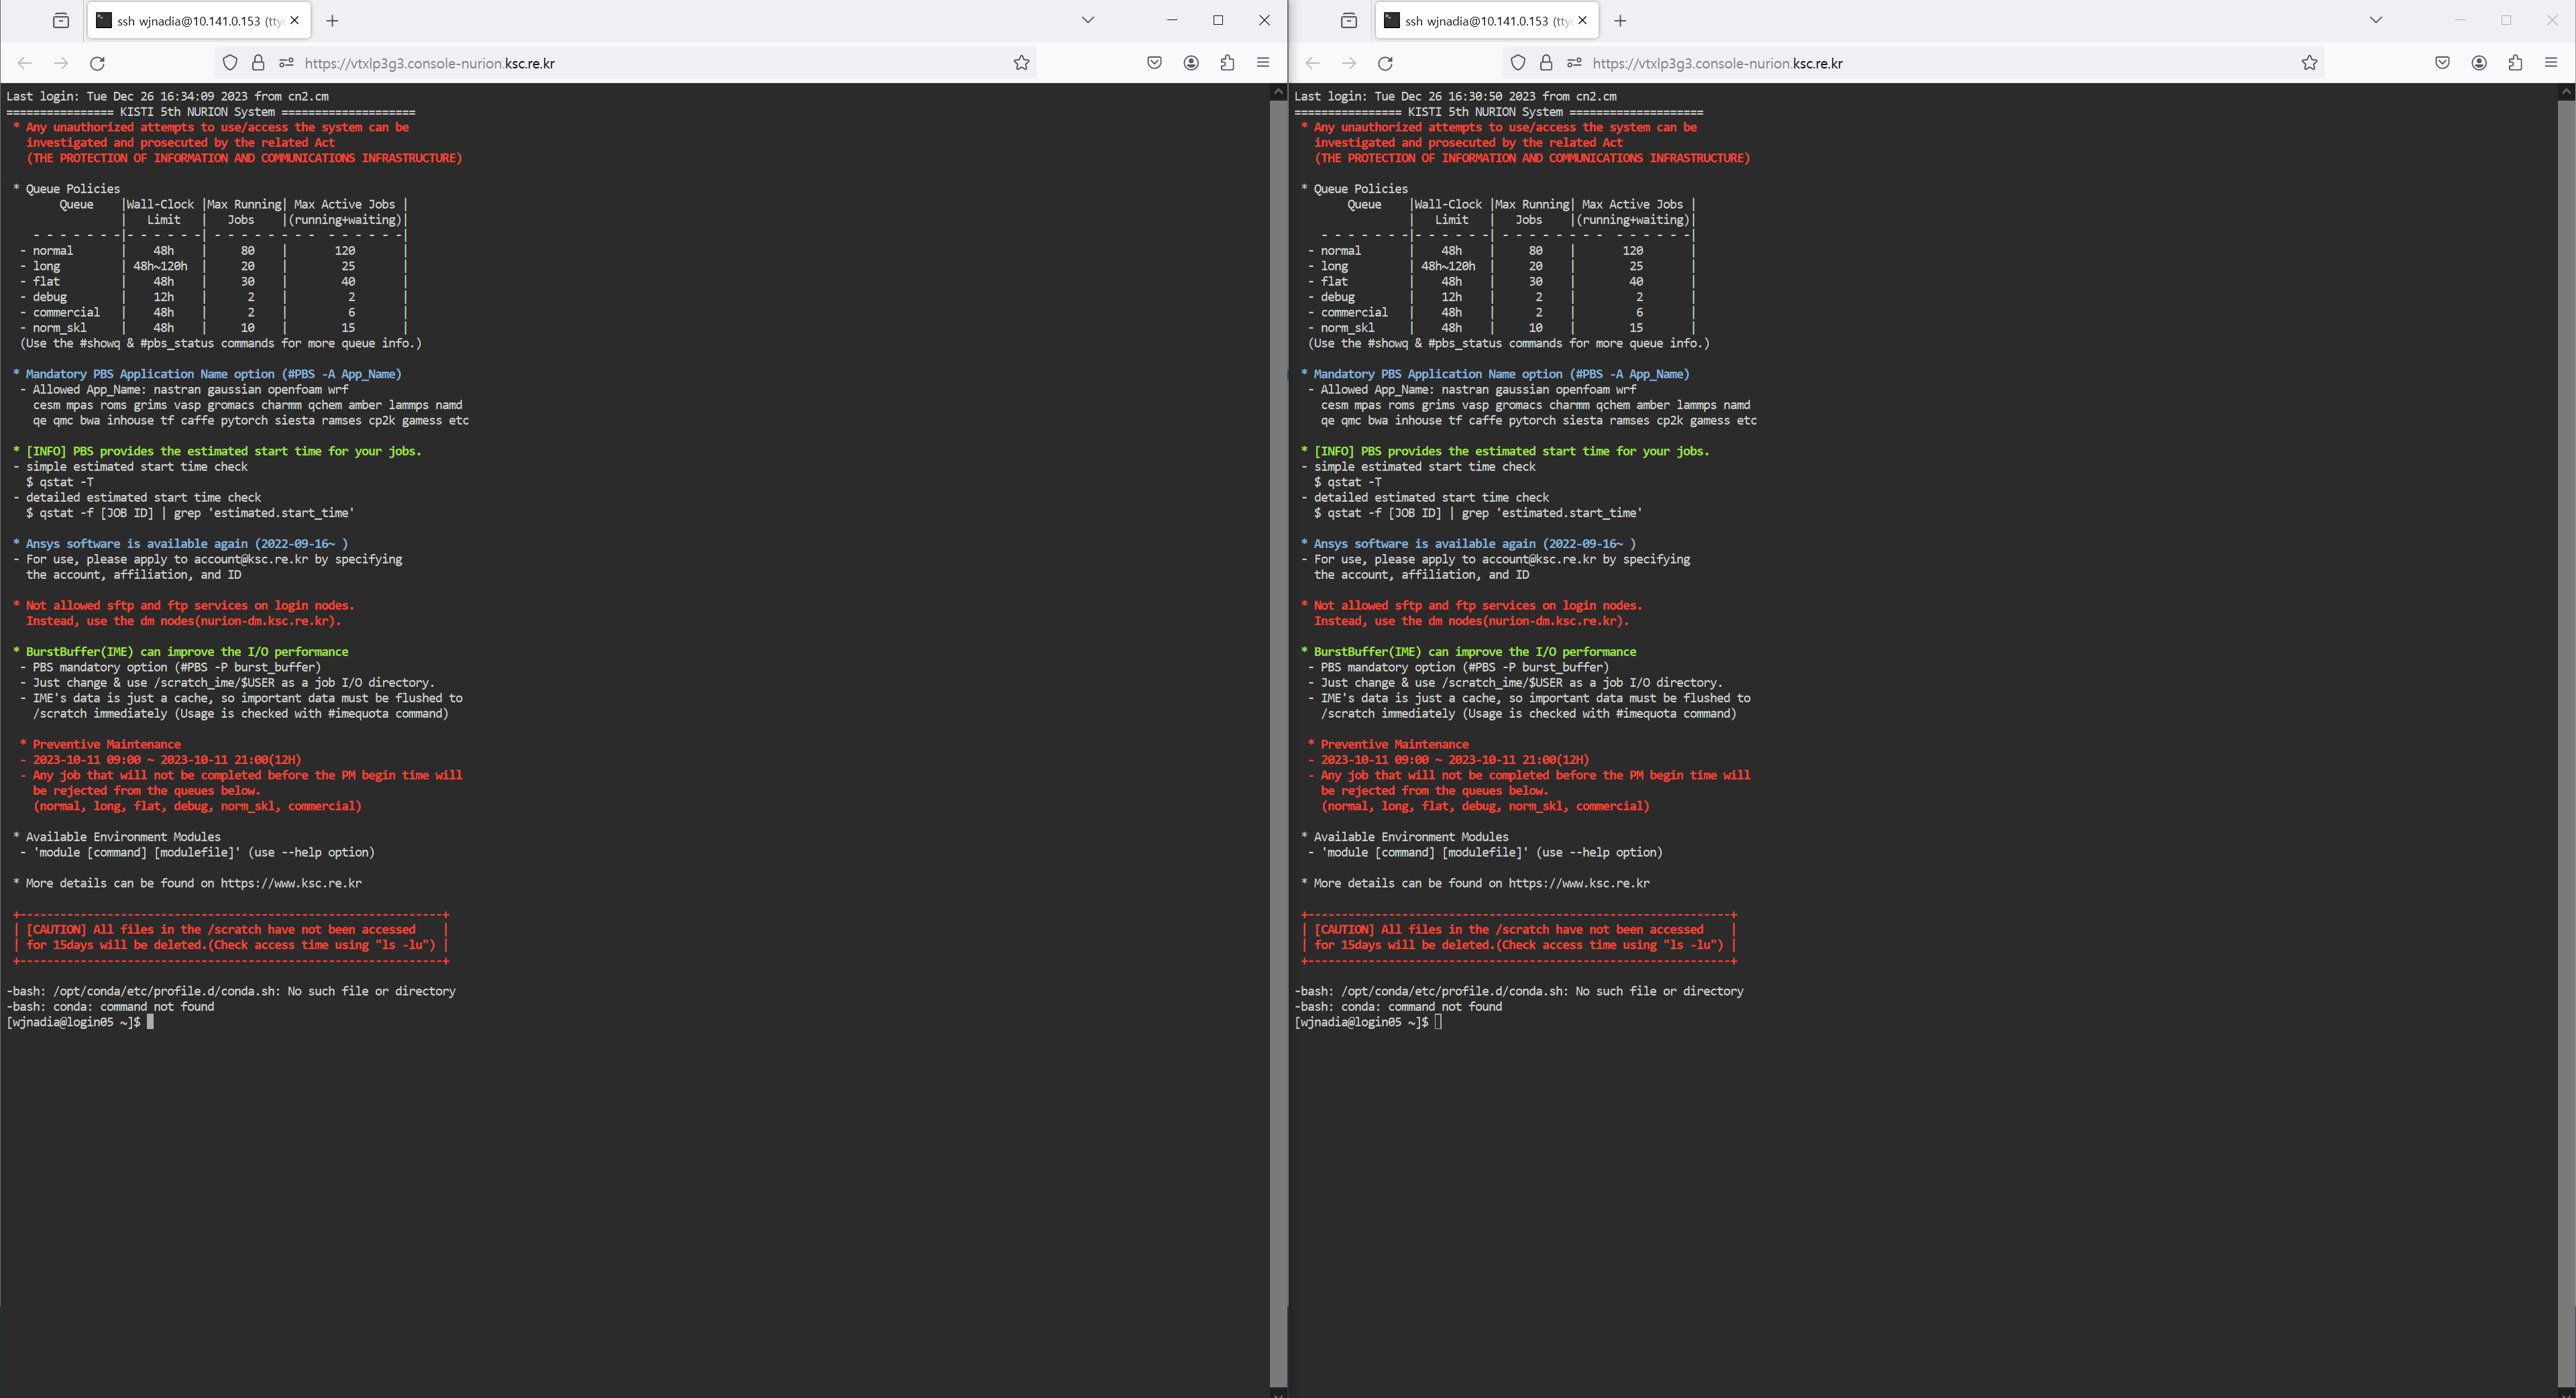 ssh wjnadia@10.141.0.153 (tty
https://vtxlp3g3.console-nurion.ksc.re.kr
Last login: Tue Dec 26 16:34:09 2023 from cn2.cm
================ KISTI 5th NURION System ====================
* Any unauthorized attempts to use/access the system can be
investigated and prosecuted by the related Act
(THE PROTECTION OF INFORMATION AND COMMUNICATIONS INFRASTRUCTURE)
* Queue Policies
Queue |Wall-Clock |Max Running| Max Active Jobs |
| Limit | Jobs |(running+waiting)|
- - - - - - -|- - - - - -| - - - - - - - - - - - - - -|
- normal | 48h | 80 | 120 |
- long | 48h~120h | 20 | 25 |
- flat | 48h | 30 | 40 |
- debug | 12h | 2 | 2 |
- commercial | 48h | 2 | 6 |
- norm_skl | 48h | 10 | 15 |
(Use the #showq & #pbs_status commands for more queue info.)
* Mandatory PBS Application Name option (#PBS -A App_Name)
- Allowed App_Name: nastran gaussian openfoam wrf
cesm mpas roms grims vasp gromacs charmm qchem amber lammps namd
qe qmc bwa inhouse tf caffe pytorch siesta ramses cp2k gamess etc
* [INFO] PBS provides the estimated start time for your jobs.
- simple estimated start time check
$ qstat -T
- detailed estimated start time check
$ qstat -f [JOB ID] | grep 'estimated.start_time'
* Ansys software is available again (2022-09-16~ )
- For use, please apply to account@ksc.re.kr by specifying
the account, affiliation, and ID
* Not allowed sftp and ftp services on login nodes.
Instead, use the dm nodes(nurion-dm.ksc.re.kr).
* BurstBuffer(IME) can improve the I/O performance
- PBS mandatory option (#PBS -P burst_buffer)
- Just change & use /scratch_ime/$USER as a job I/O directory.
- IME's data is just a cache, so important data must be flushed to
/scratch immediately (Usage is checked with #imequota command)
* Preventive Maintenance
- 2023-10-11 09:00 ~ 2023-10-11 21:00(12H)
- Any job that will not be completed before the PM begin time will
be rejected from the queues below.
(normal, long, flat, debug, norm_skl, commercial)
* Available Environment Modules
- 'module [command] [modulefile]' (use --help option)
* More details can be found on https://www.ksc.re.kr
+---------------------------------------------------------------+
| [CAUTION] All files in the /scratch have not been accessed |
| for 15days will be deleted.(Check access time using "ls -lu") |
+---------------------------------------------------------------+
-bash: /opt/conda/etc/profile.d/conda.sh: No such file or directory
-bash: conda: command not found
[wjnadia@login05 ~]$
ssh wjnadia@10.141.0.153 (tty
https://vtxlp3g3.console-nurion.ksc.re.kr
Last login: Tue Dec 26 16:30:50 2023 from cn2.cm
================ KISTI 5th NURION System ====================
* Any unauthorized attempts to use/access the system can be
investigated and prosecuted by the related Act
(THE PROTECTION OF INFORMATION AND COMMUNICATIONS INFRASTRUCTURE)
* Queue Policies
Queue |Wall-Clock |Max Running| Max Active Jobs |
| Limit | Jobs |(running+waiting)|
- - - - - - -|- - - - - -| - - - - - - - - - - - - - -|
- normal | 48h | 80 | 120 |
- long | 48h~120h | 20 | 25 |
- flat | 48h | 30 | 40 |
- debug | 12h | 2 | 2 |
- commercial | 48h | 2 | 6 |
- norm_skl | 48h | 10 | 15 |
(Use the #showq & #pbs_status commands for more queue info.)
* Mandatory PBS Application Name option (#PBS -A App_Name)
- Allowed App_Name: nastran gaussian openfoam wrf
cesm mpas roms grims vasp gromacs charmm qchem amber lammps namd
qe qmc bwa inhouse tf caffe pytorch siesta ramses cp2k gamess etc
* [INFO] PBS provides the estimated start time for your jobs.
- simple estimated start time check
$ qstat -T
- detailed estimated start time check
$ qstat -f [JOB ID] | grep 'estimated.start_time'
* Ansys software is available again (2022-09-16~ )
- For use, please apply to account@ksc.re.kr by specifying
the account, affiliation, and ID
* Not allowed sftp and ftp services on login nodes.
Instead, use the dm nodes(nurion-dm.ksc.re.kr).
* BurstBuffer(IME) can improve the I/O performance
- PBS mandatory option (#PBS -P burst_buffer)
- Just change & use /scratch_ime/$USER as a job I/O directory.
- IME's data is just a cache, so important data must be flushed to
/scratch immediately (Usage is checked with #imequota command)
* Preventive Maintenance
- 2023-10-11 09:00 ~ 2023-10-11 21:00(12H)
- Any job that will not be completed before the PM begin time will
be rejected from the queues below.
(normal, long, flat, debug, norm_skl, commercial)
* Available Environment Modules
- 'module [command] [modulefile]' (use --help option)
* More details can be found on https://www.ksc.re.kr
+---------------------------------------------------------------+
| [CAUTION] All files in the /scratch have not been accessed |
| for 15days will be deleted.(Check access time using "ls -lu") |
+---------------------------------------------------------------+
-bash: /opt/conda/etc/profile.d/conda.sh: No such file or directory
-bash: conda: command not found
[wjnadia@login05 ~]$